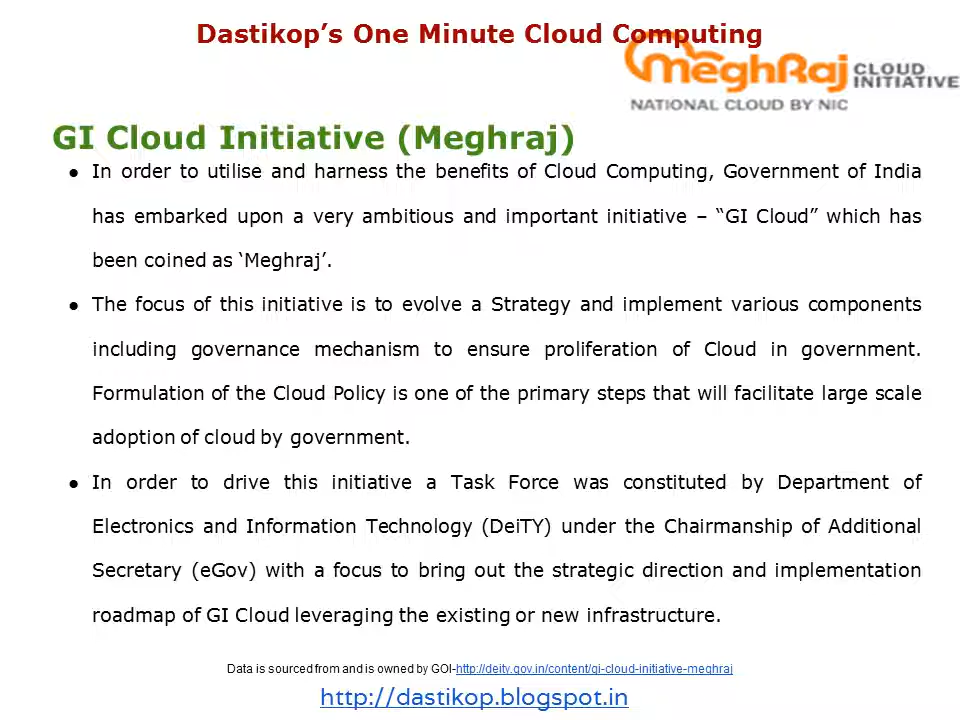 Dastikop’s One Minute Cloud Computing
MeghRaj CLOUD INITIATIVE
NATIONAL CLOUD BY NIC
GI Cloud Initiative (Meghraj)
● In order to utilise and harness the benefits of Cloud Computing, Government of India
has embarked upon a very ambitious and important initiative – “GI Cloud” which has
been coined as ‘Meghraj’.
● The focus of this initiative is to evolve a Strategy and implement various components
including governance mechanism to ensure proliferation of Cloud in government.
Formulation of the Cloud Policy is one of the primary steps that will facilitate large scale
adoption of cloud by government.
● In order to drive this initiative a Task Force was constituted by Department of
Electronics and Information Technology (DeiTY) under the Chairmanship of Additional
Secretary (eGov) with a focus to bring out the strategic direction and implementation
roadmap of GI Cloud leveraging the existing or new infrastructure.
Data is sourced from and is owned by GOI-http://deity.gov.in/content/gi-cloud-initiative-meghraj
http://dastikop.blogspot.in